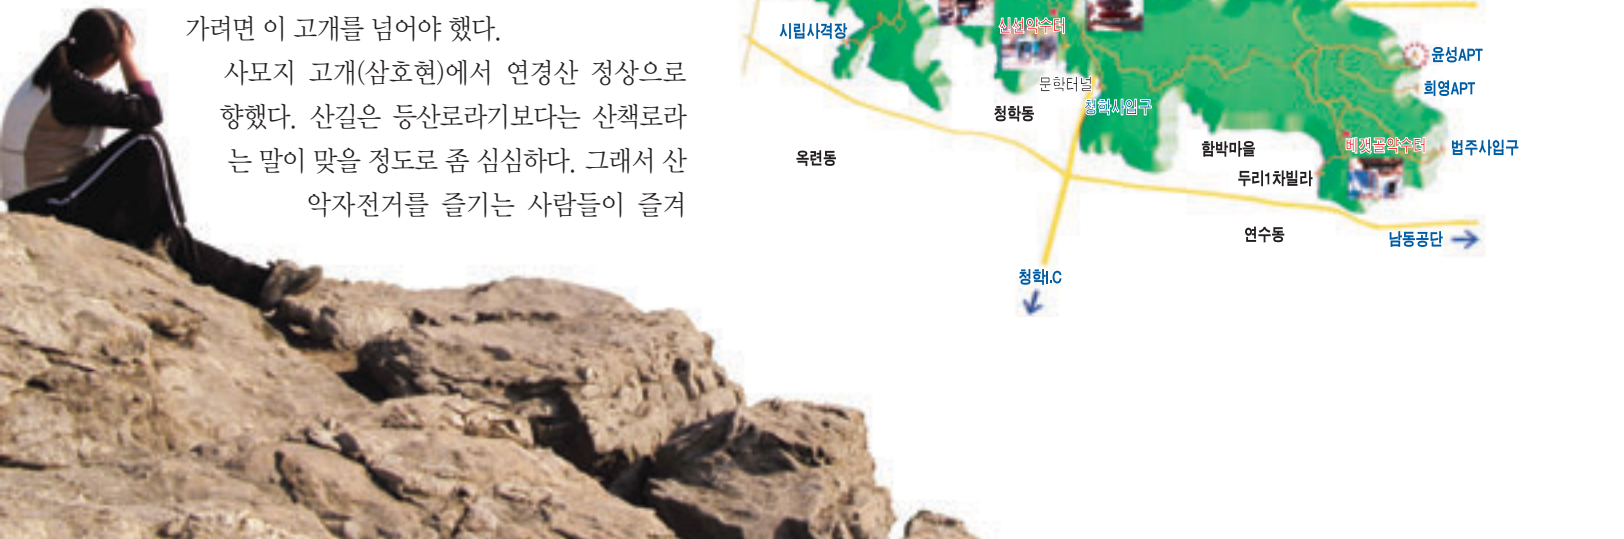 가려면 이 고개를 넘어야 했다.
사모지 고개(삼호현)에서 연경산 정상으로
향했다. 산길은 등산로라기보다는 산책로라
는 말이 맞을 정도로 좀 심심하다. 그래서 산
악자전거를 즐기는 사람들이 즐겨
시립사격장
신선약수터
문학터널
청학사입구
청학동
옥련동
윤성APT
희영APT
함박마을
베갯골약수터
법주사입구
두리1차빌라
연수동
남동공단
청학I.C